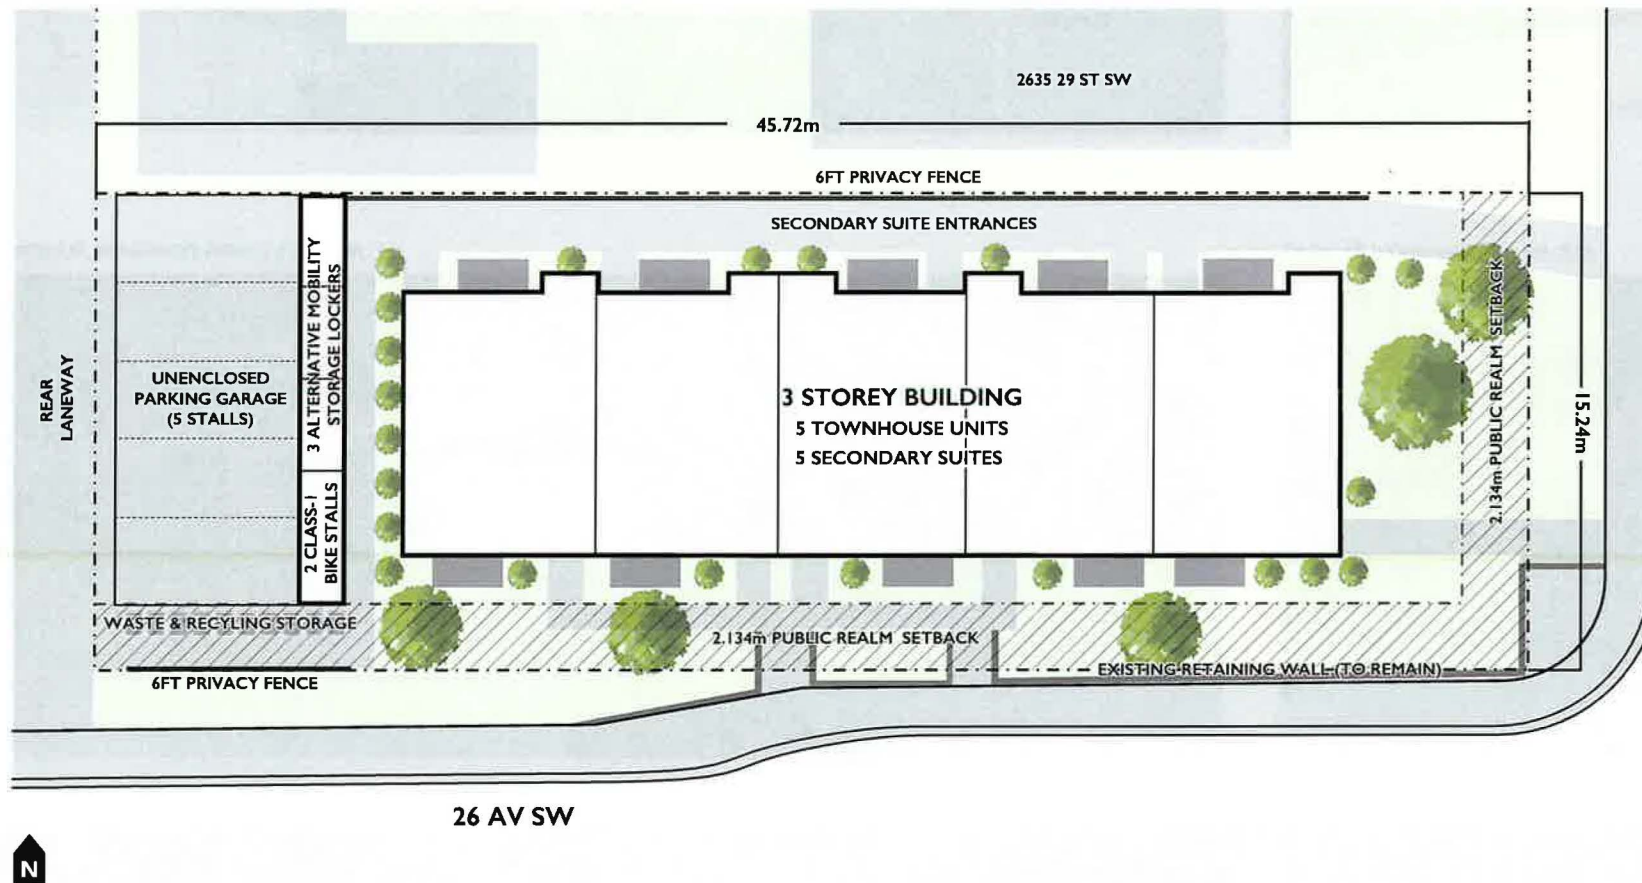 2635 29 ST SW
45.72m
6FT PRIVACY FENCE
SECONDARY SUITE ENTRANCES
REAR
LANEWAY
UNENCLOSED
PARKING GARAGE
(5 STALLS)
3 ALTERNATIVE MOBILITY
STORAGE LOCKERS
2 CLASS-1
BIKE STALLS
3 STOREY BUILDING
5 TOWNHOUSE UNITS
5 SECONDARY SUITES
2.134m PUBLIC REALM SETBACK
15.24m
WASTE & RECYLING STORAGE
2.134m PUBLIC REALM SETBACK
EXISTING RETAINING WALL (TO REMAIN)
6FT PRIVACY FENCE
26 AV SW
N